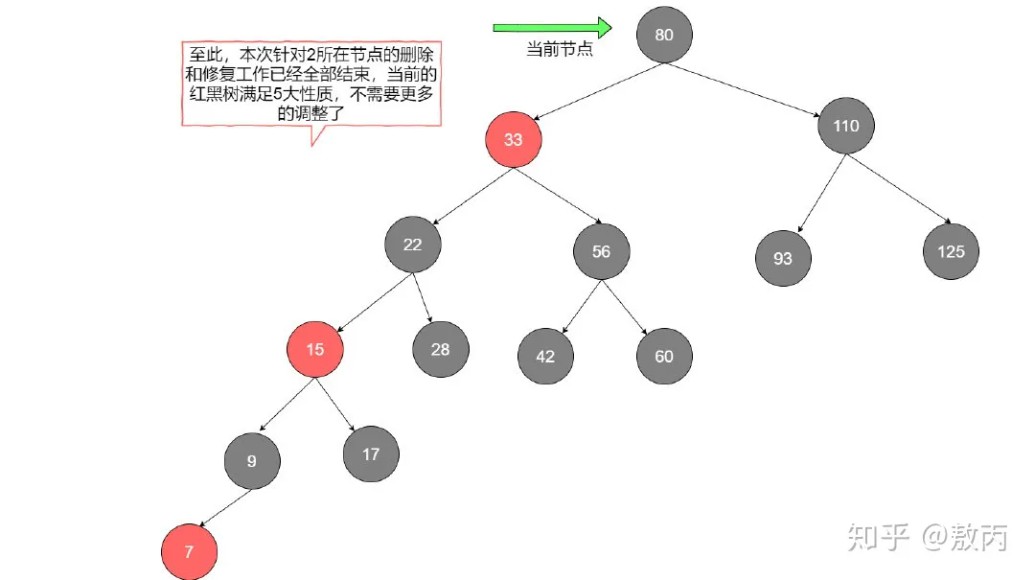 80
当前节点
至此，本次针对2所在节点的删除
和修复工作已经全部结束，当前的
红黑树满足5大性质，不需要更多
的调整了
33
110
22
56
93
125
15
28
42
60
9
17
7
知乎 @敖丙